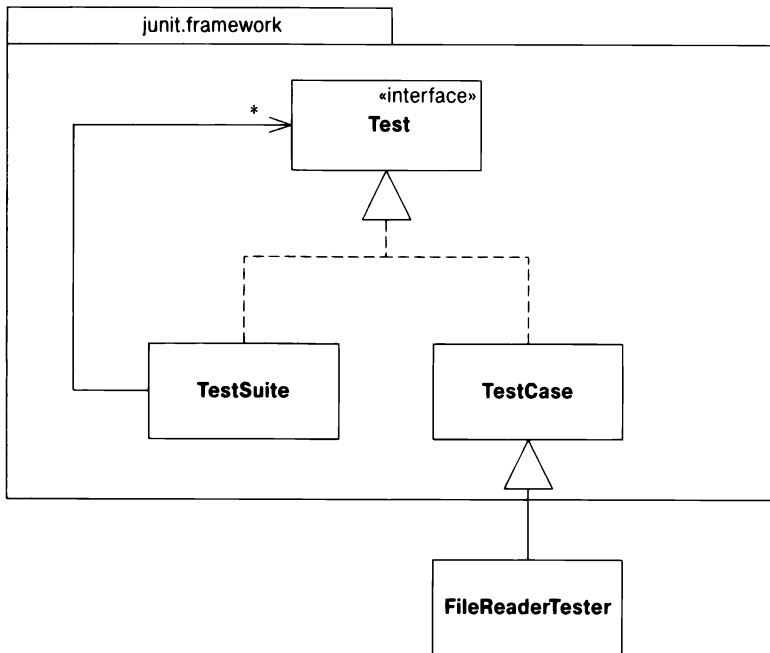 junit.framework
«interface»
Test
*
TestSuite
TestCase
FileReaderTester